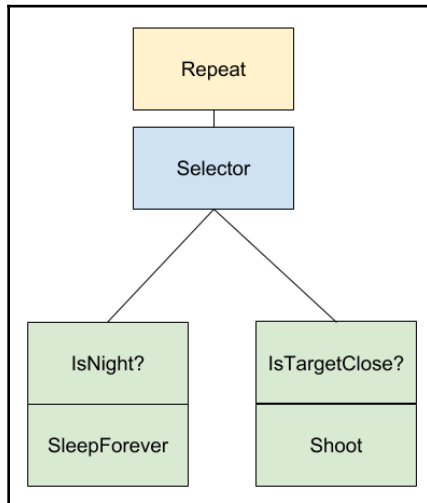 Repeat
Selector
IsNight?
IsTargetClose?
SleepForever
Shoot